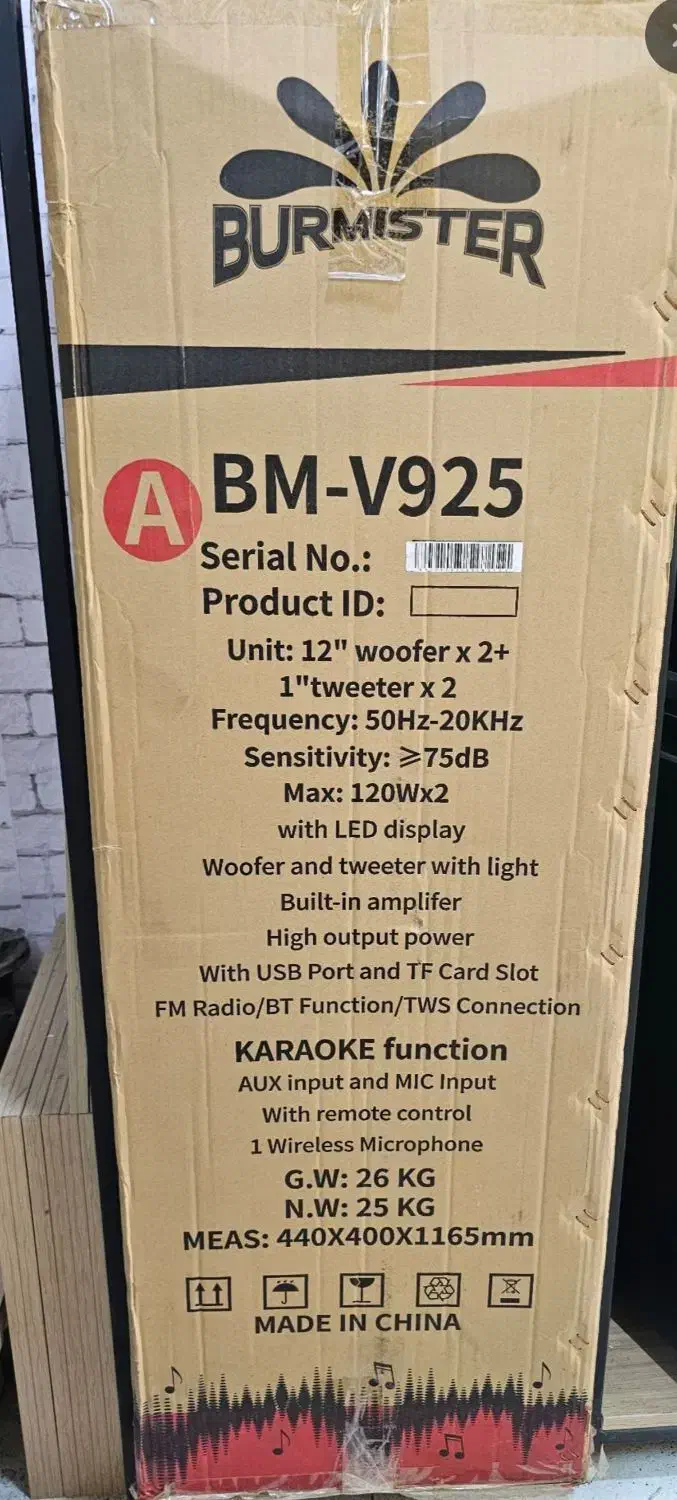 BURMISTER
A BM-V925
Serial No.:
Product ID:
Unit: 12" woofer x 2+
1"tweeter x 2
Frequency: 50Hz-20KHz
Sensitivity: ⩾75dB
Max: 120Wx2
with LED display
Woofer and tweeter with light
Built-in amplifer
High output power
With USB Port and TF Card Slot
FM Radio/BT Function/TWS Connection
KARAOKE function
AUX input and MIC Input
With remote control
1 Wireless Microphone
G.W: 26 KG
N.W: 25 KG
MEAS: 440X400X1165mm
MADE IN CHINA